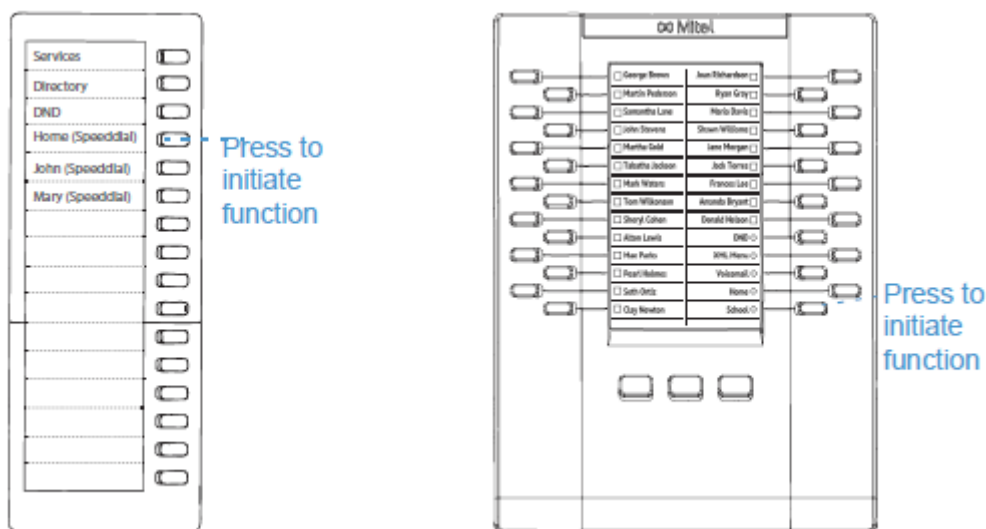 Services
Directory
DND
Home (Speeddial)
John (Speeddial)
Mary (Speeddial)
Press to
initiate
function
Mitel
George Brown
Jean Richardson
Martin Pederson
Ryan Gray
Samantha Lane
Maria Davis
John Stevens
Shawn Williams
Martha Gold
Lene Morgan
Tabatha Jackson
Jack Torres
Mark Waters
Frances Lee
Tom Wilkonson
Amanda Bryant
Sheryl Cohen
Donald Nelson
Alton Lewis
DND
Max Parks
XML Menu
Pearl Holmes
Voicemail
Seth Ortiz
Home
Clay Newton
School
Press to
initiate
function